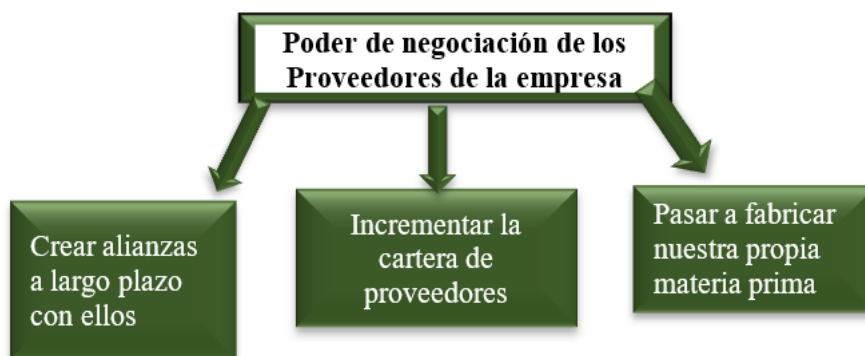 Poder de negociación de los
Proveedores de la empresa
Crear alianzas
a largo plazo
con ellos
Incrementar la
cartera de
proveedores
Pasar a fabricar
nuestra propia
materia prima